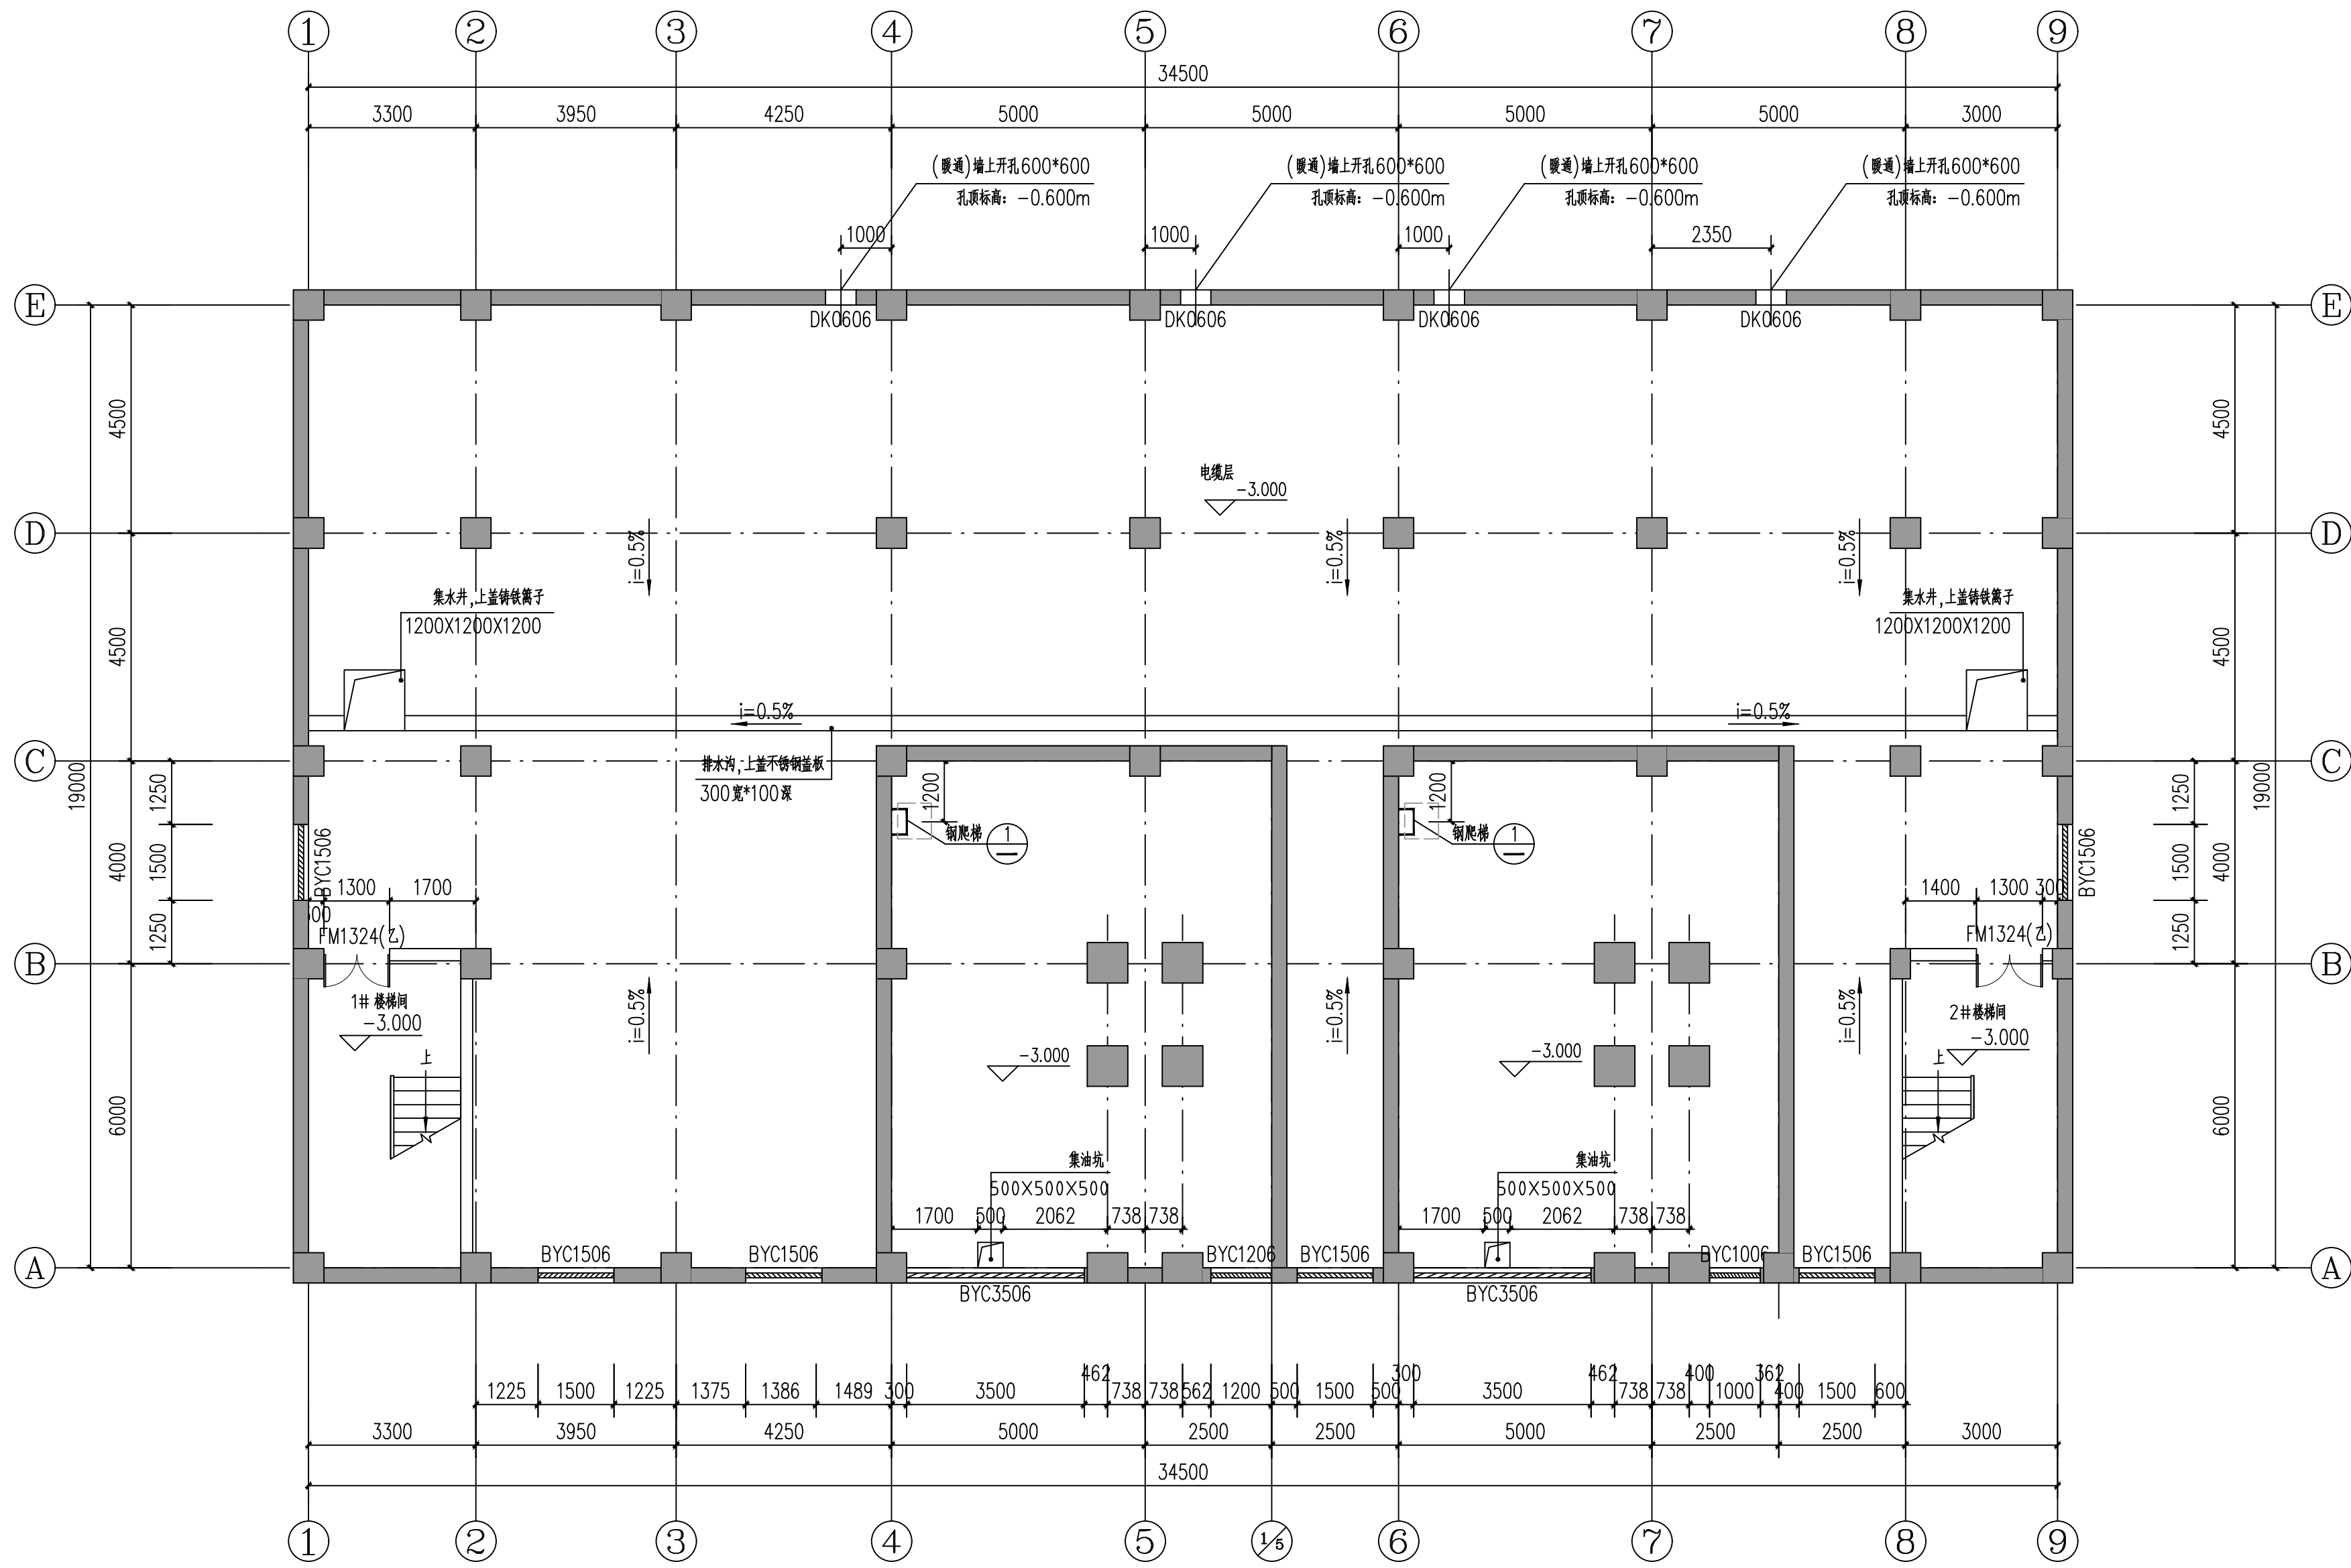 1 2 3 4 5 6 7 8 9
34500
3300 3950 4250 5000 5000 5000 5000 3000
(暖通)墙上开孔600*600 (暖通)墙上开孔600*600 (暖通)墙上开孔600*600 (暖通)墙上开孔600*600
孔顶标高: -0.600m 孔顶标高: -0.600m 孔顶标高: -0.600m 孔顶标高: -0.600m
1000 1000 1000 2350
E E
DK0606 DK0606 DK0606 DK0606
4500 4500
电缆层
-3.000
D D
i=0.5% i=0.5% i=0.5%
集水井,上盖铸铁篱子 集水井,上盖铸铁篱子
1200X1200X1200 1200X1200X1200
4500 4500
i=0.5% i=0.5%
C C
排水沟,上盖不锈钢盖板
300宽*100深
19000 1250 1200 1200 1250 19000
钢爬梯 1 钢爬梯 1
4000 1500 BYC1506 BYC1506 1500 4000
1300 1700 1400 1300 300
1250 1250
FM1324(乙) FM1324(乙)
B B
1#楼梯间 2#楼梯间
-3.000 -3.000
i=0.5% i=0.5% i=0.5%
上 -3.000 -3.000 上
6000 6000
集油坑 集油坑
500X500X500 500X500X500
1700 500 2062 738 738 1700 500 2062 738 738
BYC1506 BYC1506 BYC1206 BYC1506 BYC1006 BYC1506
A A
BYC3506 BYC3506
462 300 462 400 362
1225 1500 1225 1375 1386 1489 300 3500 738 738 562 1200 500 1500 500 3500 738 738 1000 400 1500 600
3300 3950 4250 5000 2500 2500 5000 2500 2500 3000
34500
1 2 3 4 5 1/5 6 7 8 9